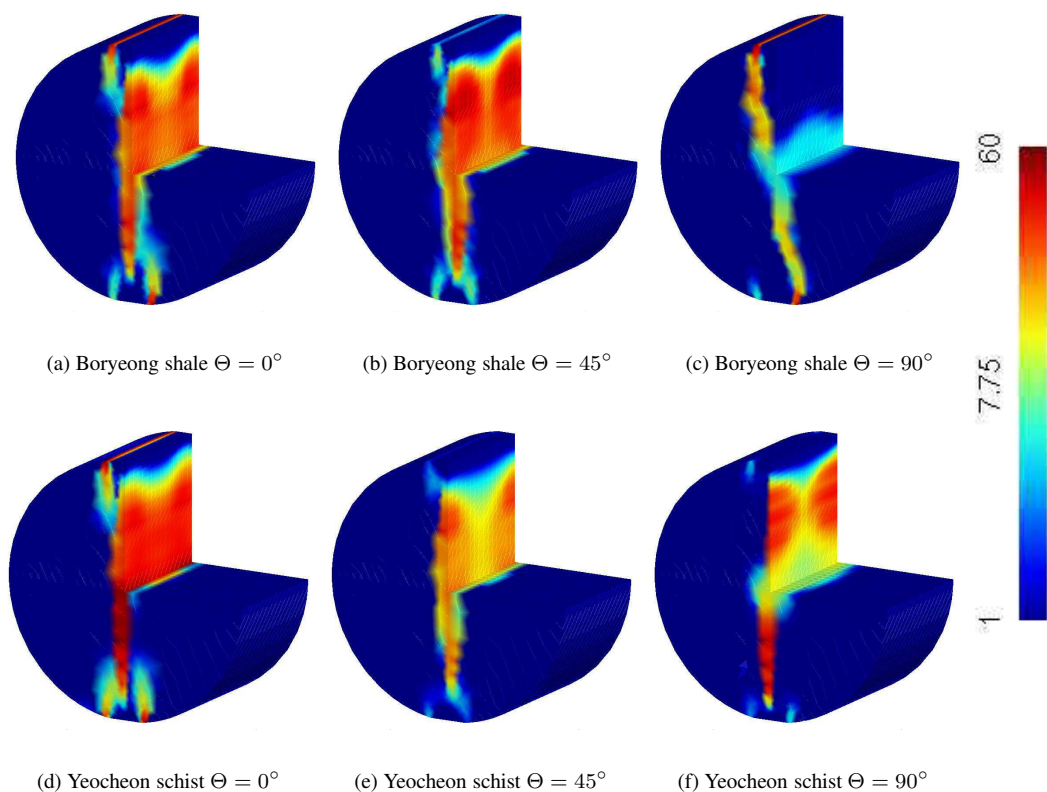 60
7.75
1
(a) Boryeong shale Θ = 0°
(b) Boryeong shale Θ = 45°
(c) Boryeong shale Θ = 90°
(d) Yeocheon schist Θ = 0°
(e) Yeocheon schist Θ = 45°
(f) Yeocheon schist Θ = 90°